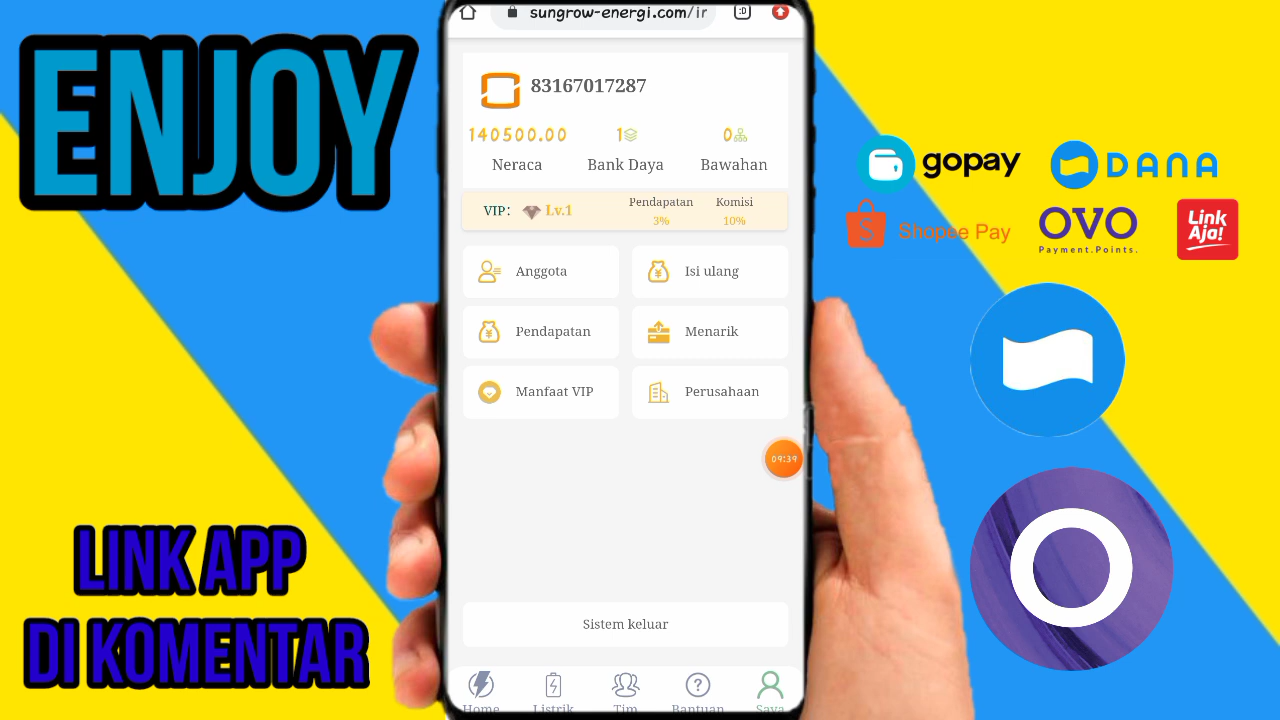 ENJOY
LINK APP
DI KOMENTAR
sungrow-energi.com/ir
:D
83167017287
140500.00
1
0
Neraca
Bank Daya
Bawahan
VIP:
Lv.1
Pendapatan
Komisi
3%
10%
Anggota
Isi ulang
Pendapatan
Menarik
Manfaat VIP
Perusahaan
09:39
Sistem keluar
Home
Listrik
Tim
Bantuan
Saya
gopay
DANA
S
Shopee Pay
OVO
Payment.Points.
Link
Aja!